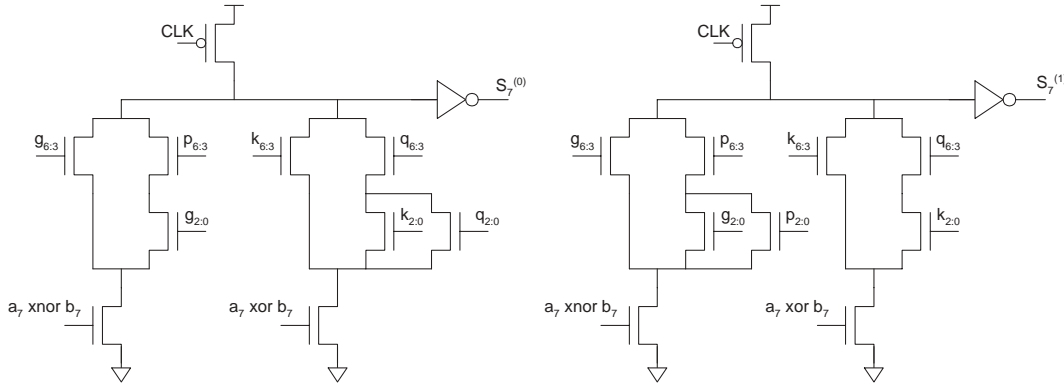 CLK
S₇⁽⁰⁾
g₆:₃
p₆:₃
k₆:₃
q₆:₃
g₂:₀
k₂:₀
q₂:₀
a₇ xnor b₇
a₇ xor b₇
CLK
S₇⁽¹
g₆:₃
p₆:₃
k₆:₃
q₆:₃
g₂:₀
p₂:₀
k₂:₀
a₇ xnor b₇
a₇ xor b₇